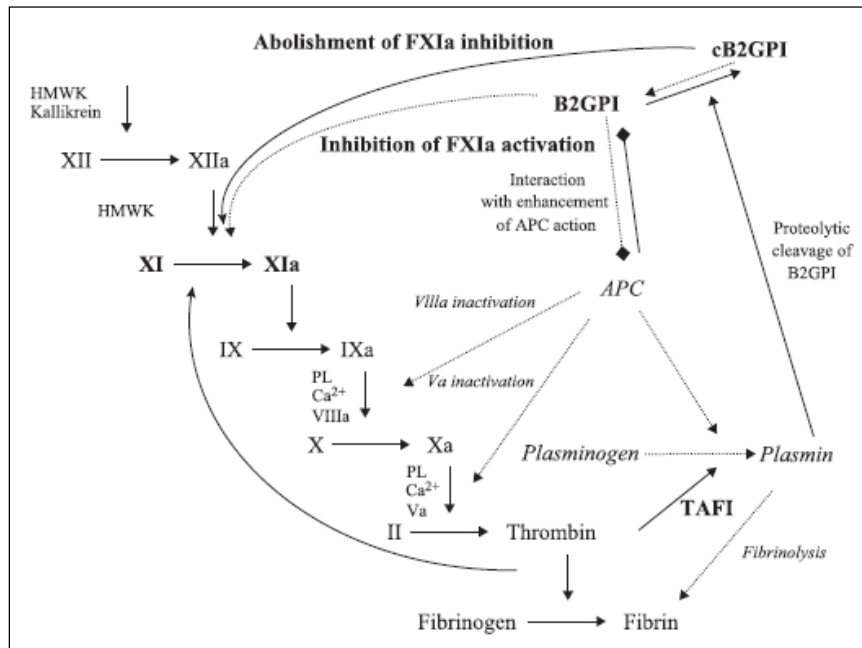 Abolishment of FXIa inhibition
cB2GPI
HMWK
Kallikrein
B2GPI
XII
XIIa
Inhibition of FXIa activation
HMWK
Interaction
with enhancement
of APC action
Proteolytic
cleavage of
B2GPI
XI
XIa
APC
VIIIa inactivation
IX
IXa
Va inactivation
PL
Ca2+
VIIIa
X
Xa
Plasminogen
Plasmin
PL
Ca2+
Va
TAFI
II
Thrombin
Fibrinolysis
Fibrinogen
Fibrin